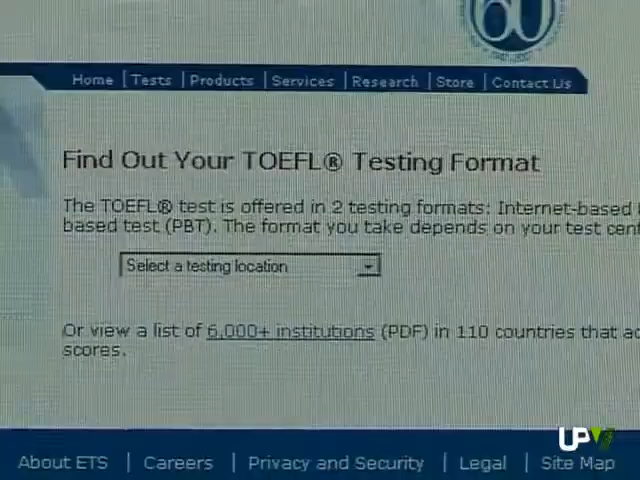 60
Home | Tests | Products | Services | Research | Store | Contact Us
Find Out Your TOEFL® Testing Format
The TOEFL® test is offered in 2 testing formats: Internet-based
based test (PBT). The format you take depends on your test
Select a testing location
Or view a list of 6,000+ institutions (PDF) in 110 countries that
scores.
About ETS | Careers | Privacy and Security | Legal | Site Map
UPV